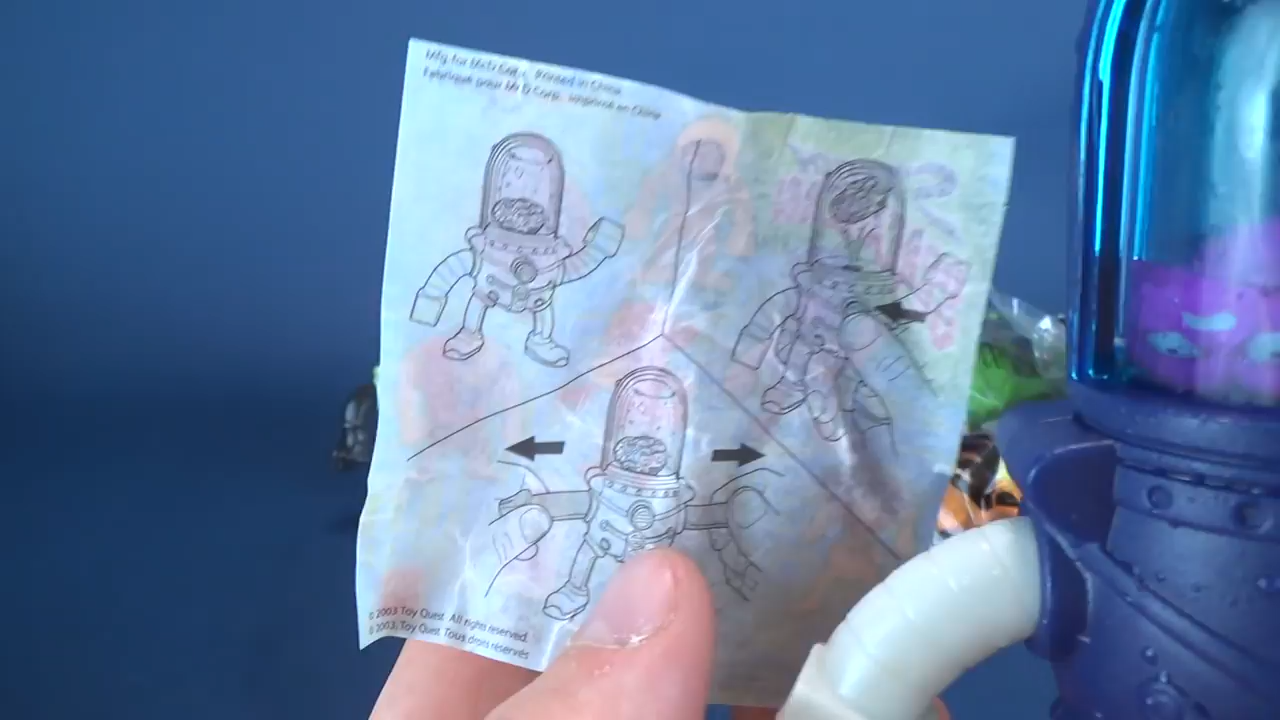 Mfg. for McD Corp. Printed in China
Fabriqué pour McD Corp. Imprimé en Chine
© 2003 Toy Quest All rights reserved.
© 2003, Toy Quest Tous droits réservés